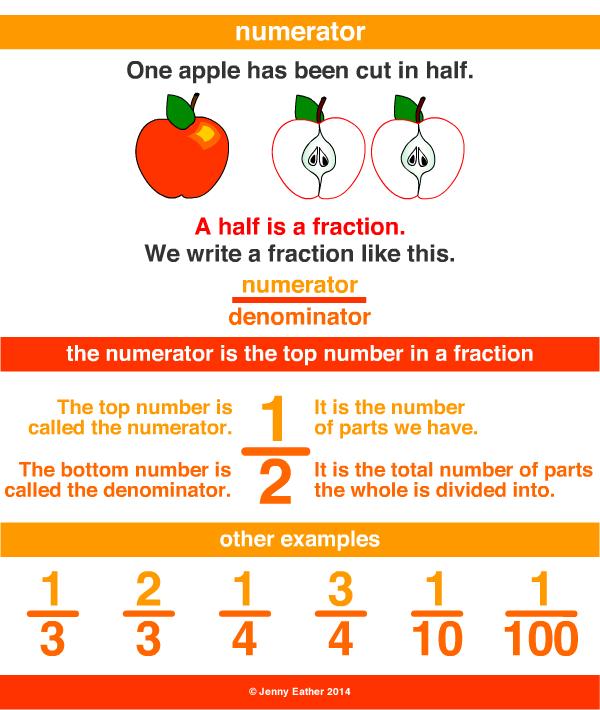 numerator
One apple has been cut in half.
A half is a fraction.
We write a fraction like this.
numerator
denominator
the numerator is the top number in a fraction
The top number is
called the numerator.
1
It is the number
of parts we have.
The bottom number is
called the denominator.
2
It is the total number of parts
the whole is divided into.
other examples
1 2 1 3 1 1
3 3 4 4 10 100
© Jenny Eather 2014